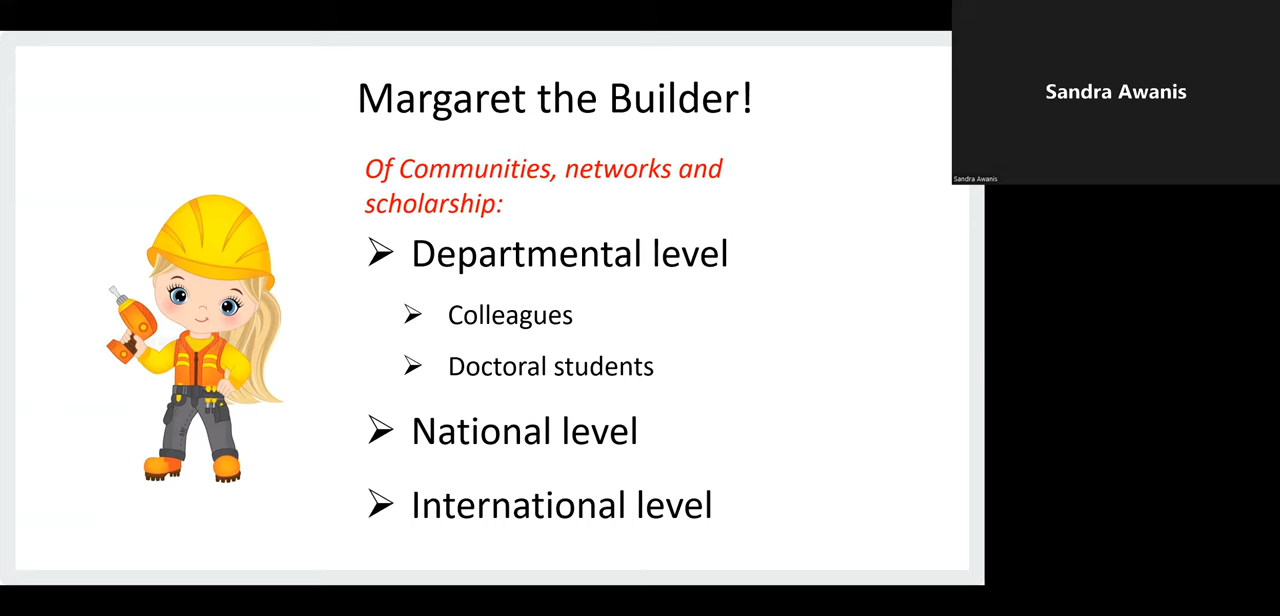 Margaret the Builder!
Of Communities, networks and
scholarship:
Departmental level
Colleagues
Doctoral students
National level
International level
Sandra Awanis
Sandra Awanis